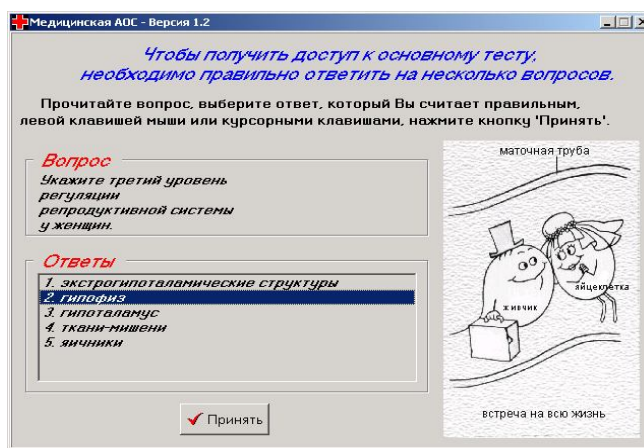 Медицинская АОС - Версия 1.2
Чтобы получить доступ к основному тесту,
необходимо правильно ответить на несколько вопросов.
Прочитайте вопрос, выберите ответ, который Вы считает правильным,
левой клавишей мыши или курсорными клавишами, нажмите кнопку 'Принять'.
Вопрос
Укажите третий уровень
регуляции
репродуктивной системы
у женщин.
Ответы
1. экстрогипоталамические структуры
2. гипофиз
3. гипоталамус
4. ткани-мишени
5. яичники
Принять
маточная труба
живчик
яйцеклетка
встреча на всю жизнь